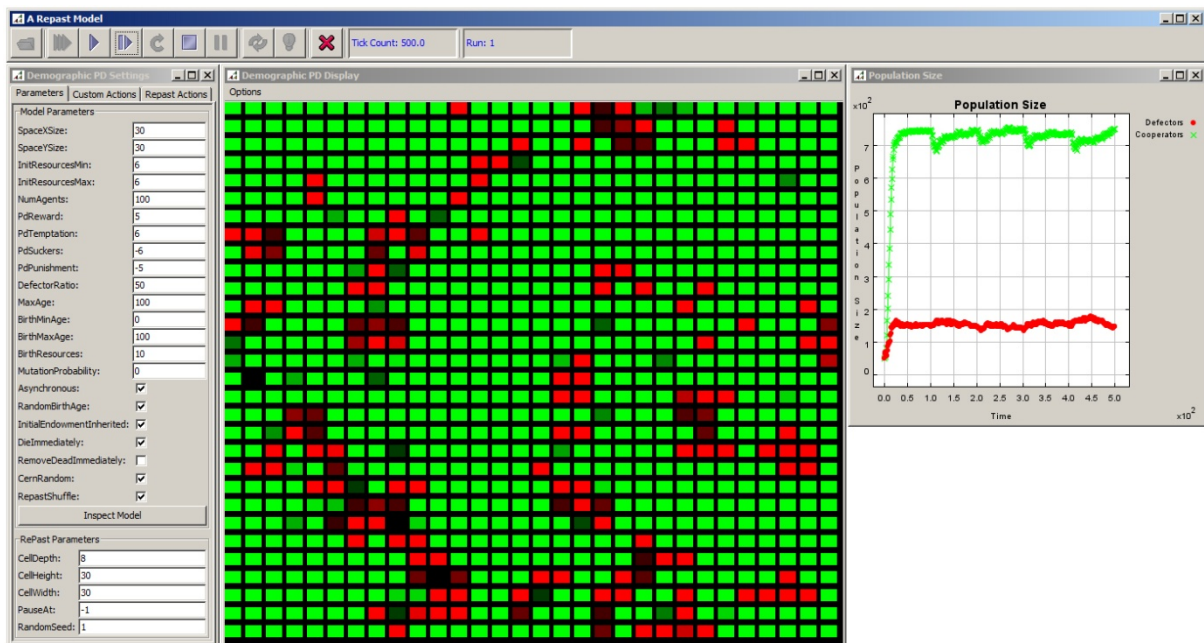 A Repast Model
Tick Count: 500.0
Run: 1
Demographic PD Settings
Parameters
Custom Actions
Repast Actions
Model Parameters
SpaceXSize: 30
SpaceYSize: 30
InitResourcesMin: 6
InitResourcesMax: 6
NumAgents: 100
PdReward: 5
PdTemptation: 6
PdSuckers: -6
PdPunishment: -5
DefectorRatio: 50
MaxAge: 100
BirthMinAge: 0
BirthMaxAge: 100
BirthResources: 10
MutationProbability: 0
Asynchronous:
RandomBirthAge:
InitialEndowmentInherited:
DieImmediately:
RemoveDeadImmediately:
CernRandom:
RepastShuffle:
Inspect Model
RePast Parameters
CellDepth: 8
CellHeight: 30
CellWidth: 30
PauseAt: -1
RandomSeed: 1
Demographic PD Display
Options
Population Size
x10²
Population Size
Defectors
Cooperators
7
6
5
4
3
2
1
0
Population Size
0.0 0.5 1.0 1.5 2.0 2.5 3.0 3.5 4.0 4.5 5.0
Time
x10²